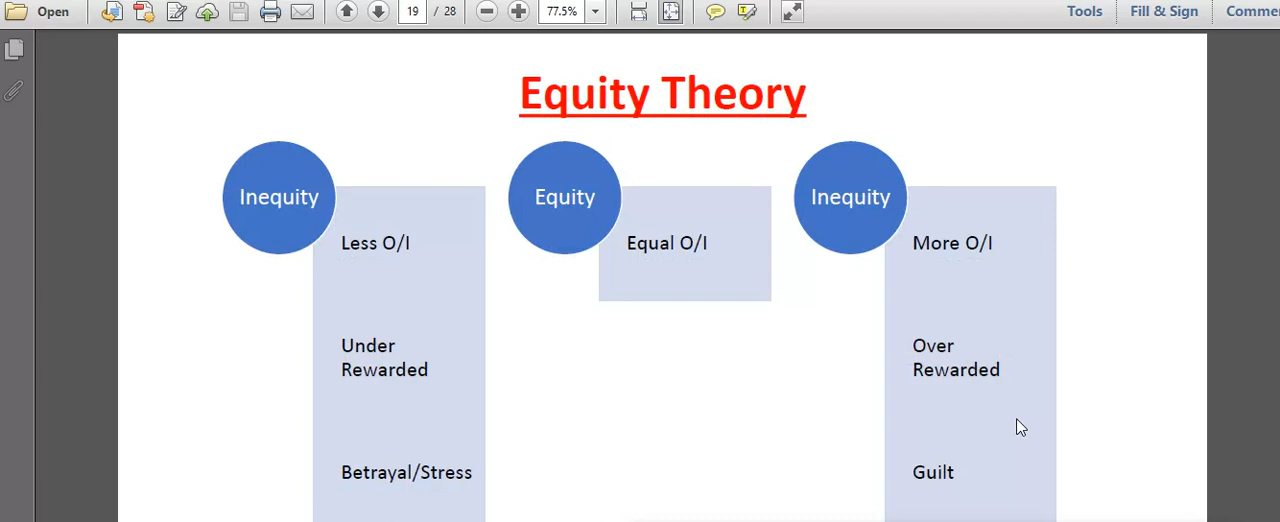 Open
19 / 28
77.5%
Tools
Fill & Sign
Comme
Equity Theory
Inequity
Less O/I
Under
Rewarded
Betrayal/Stress
Equity
Equal O/I
Inequity
More O/I
Over
Rewarded
Guilt